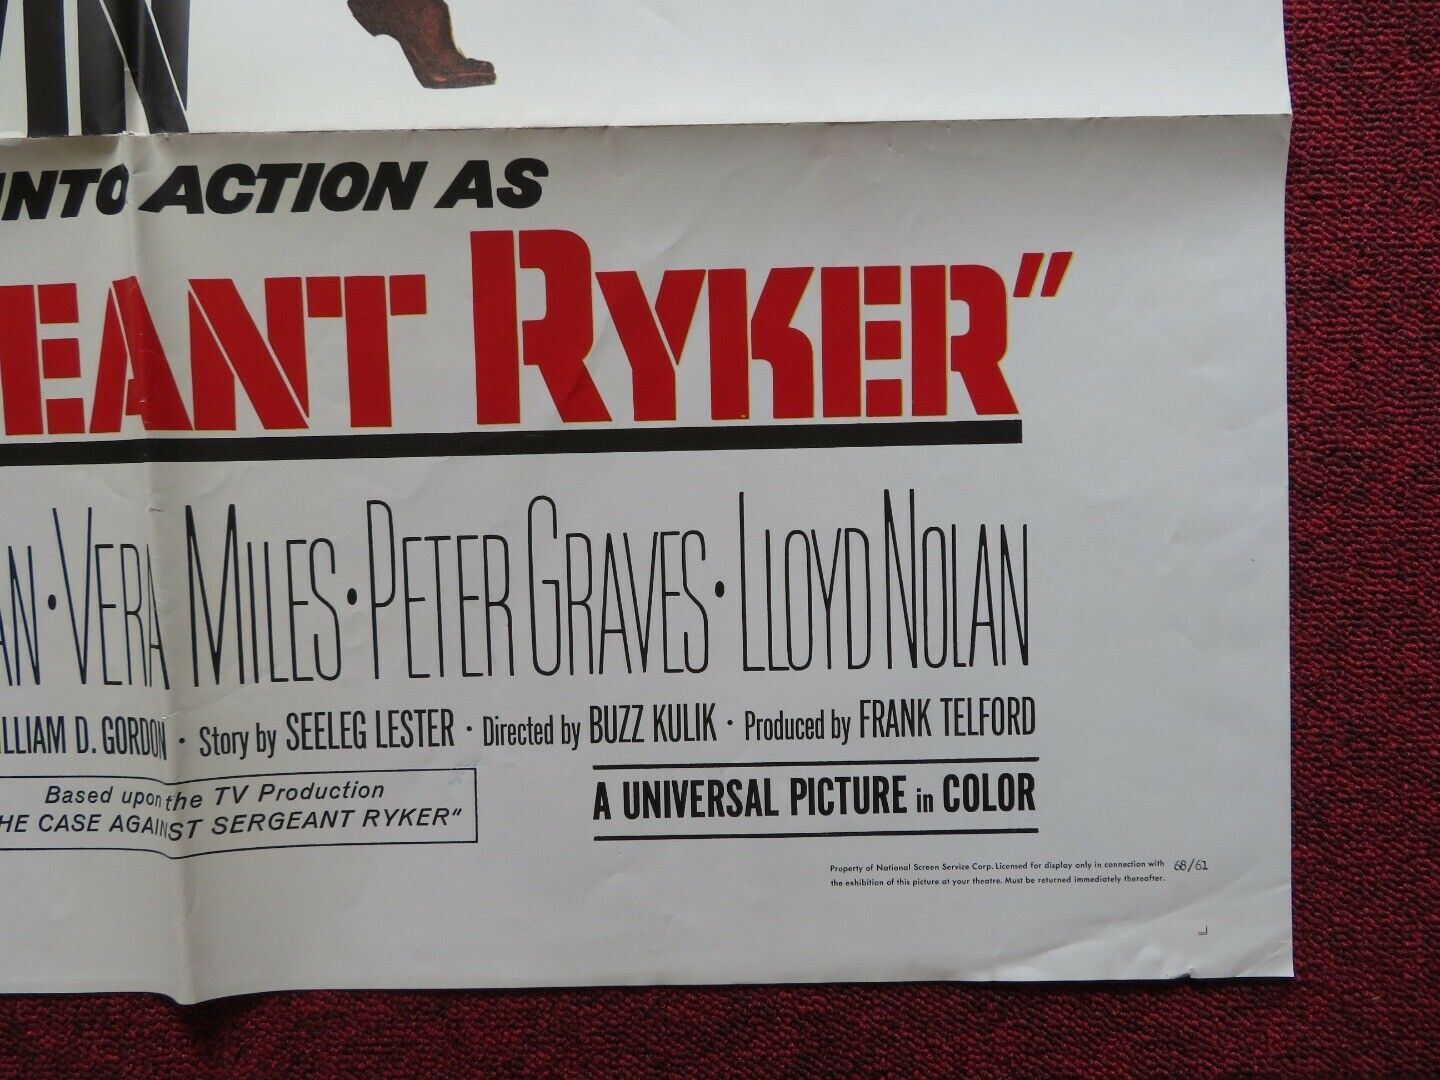 IN
INTO ACTION AS
EANT RYKER"
AN · VERA MILES · PETER GRAVES · LLOYD NOLAN
ILLIAM D. GORDON · Story by SEELEG LESTER · Directed by BUZZ KULIK · Produced by FRANK TELFORD
Based upon the TV Production
HE CASE AGAINST SERGEANT RYKER"
A UNIVERSAL PICTURE in COLOR
Property of National Screen Service Corp. Licensed for display only in connection with
the exhibition of this picture at your theatre. Must be returned immediately thereafter.
68/61